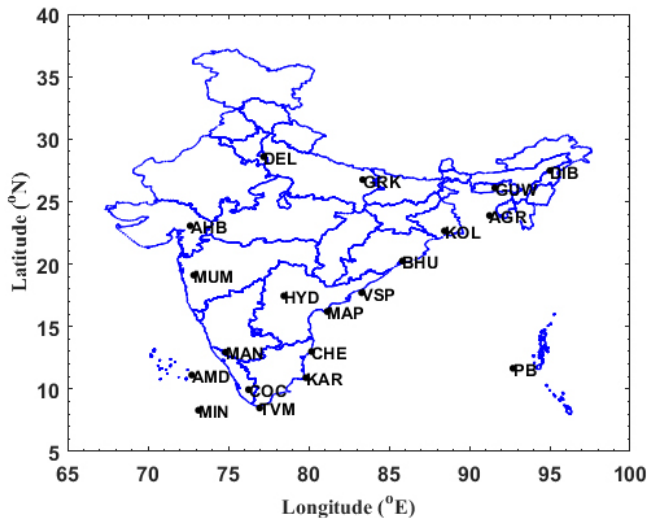 40
35
30
25
20
15
10
5
Latitude (°N)
DEL
GRK
DIB
GUW
AGR
AHB
KOL
BHU
MUM
HYD
VSP
MAP
MAN
CHE
AMD
KAR
PB
COC
MIN
TVM
65 70 75 80 85 90 95 100
Longitude (°E)